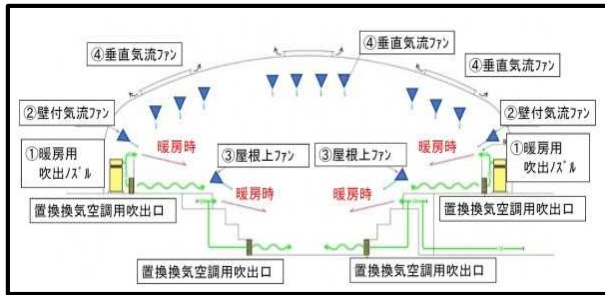 ④垂直気流ファン
④垂直気流ファン
④垂直気流ファン
②壁付気流ファン
②壁付気流ファン
①暖房用
吹出ノズル
暖房時
③屋根上ファン
③屋根上ファン
暖房時
①暖房用
吹出ノズル
暖房時
暖房時
置換換気空調用吹出口
置換換気空調用吹出口
置換換気空調用吹出口
置換換気空調用吹出口